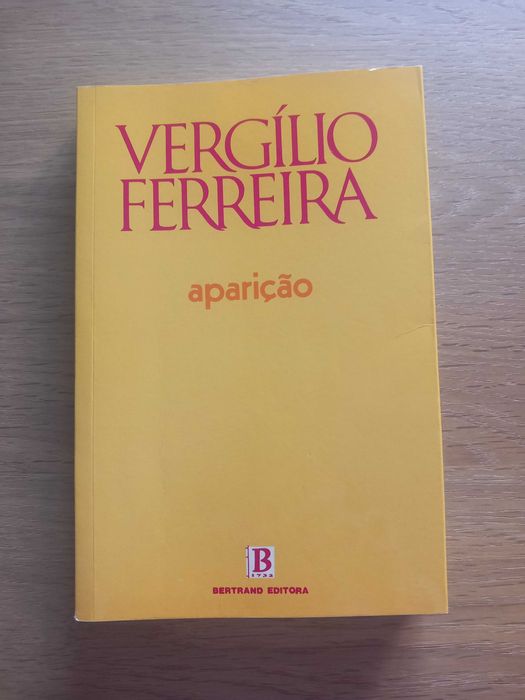 VERGÍLIO
FERREIRA
aparição
B
1732
BERTRAND EDITORA